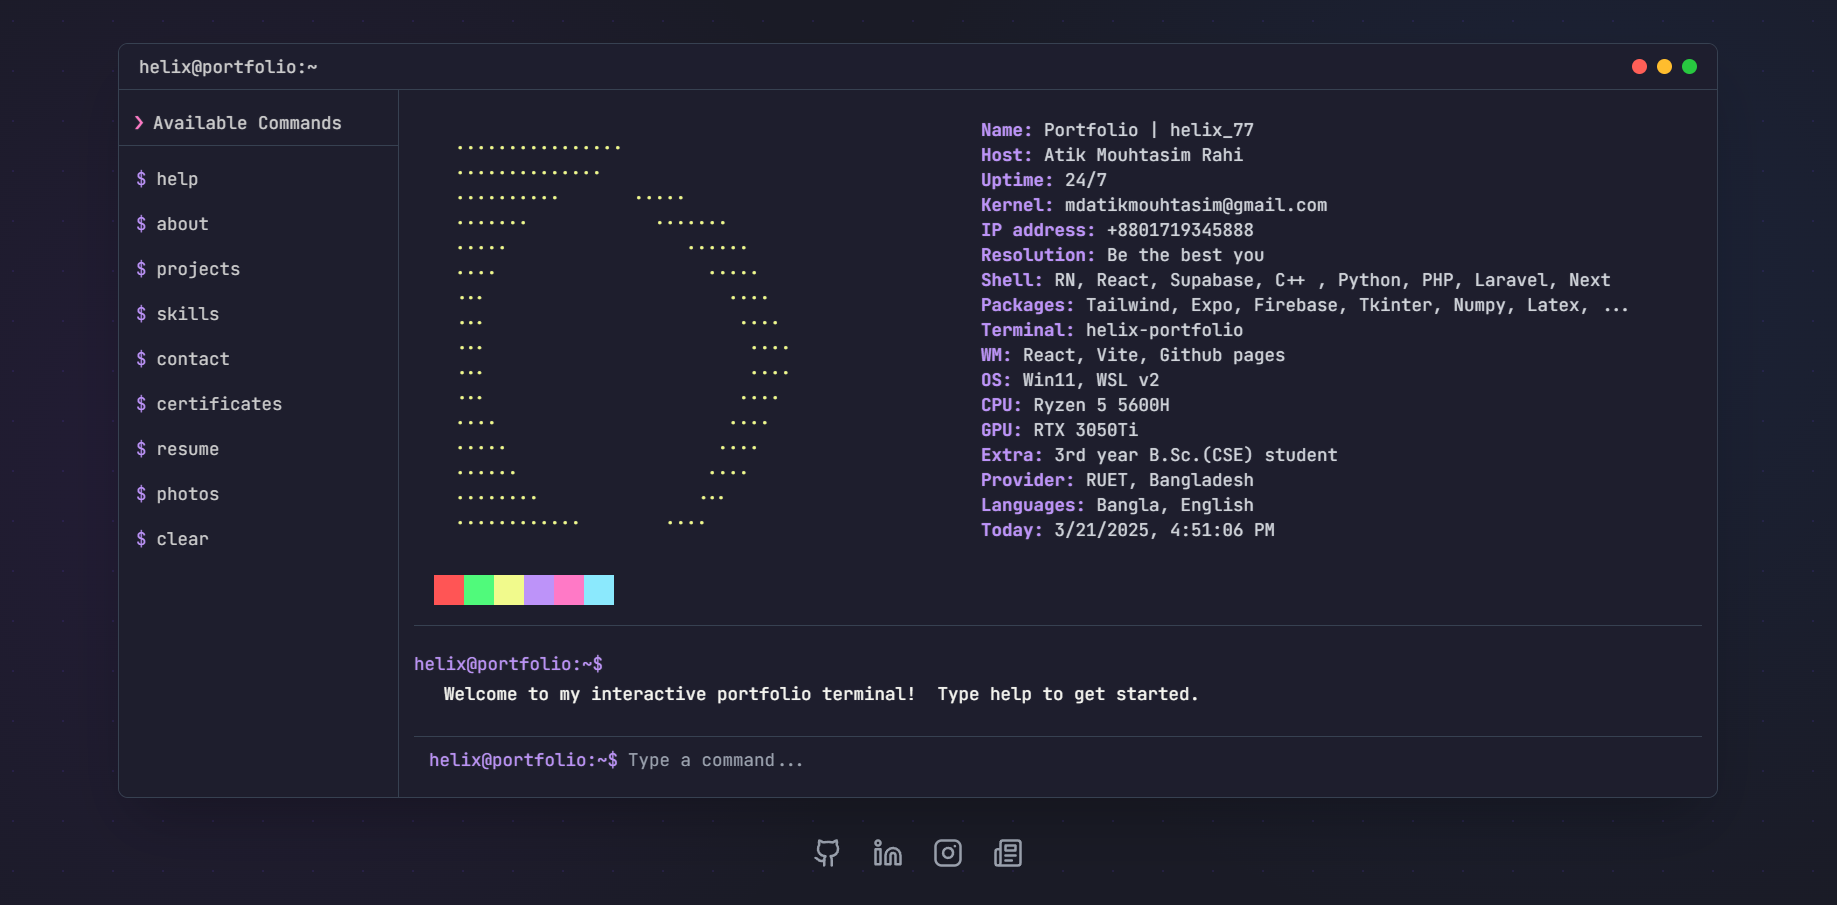 helix@portfolio:~
❯ Available Commands
$ help
$ about
$ projects
$ skills
$ contact
$ certificates
$ resume
$ photos
$ clear
Name: Portfolio | helix_77
Host: Atik Mouhtasim Rahi
Uptime: 24/7
Kernel: mdatikmouhtasim@gmail.com
IP address: +8801719345888
Resolution: Be the best you
Shell: RN, React, Supabase, C++ , Python, PHP, Laravel, Next
Packages: Tailwind, Expo, Firebase, Tkinter, Numpy, Latex, ...
Terminal: helix-portfolio
WM: React, Vite, Github pages
OS: Win11, WSL v2
CPU: Ryzen 5 5600H
GPU: RTX 3050Ti
Extra: 3rd year B.Sc.(CSE) student
Provider: RUET, Bangladesh
Languages: Bangla, English
Today: 3/21/2025, 4:51:06 PM
helix@portfolio:~$
Welcome to my interactive portfolio terminal!  Type help to get started.
helix@portfolio:~$ Type a command...
in